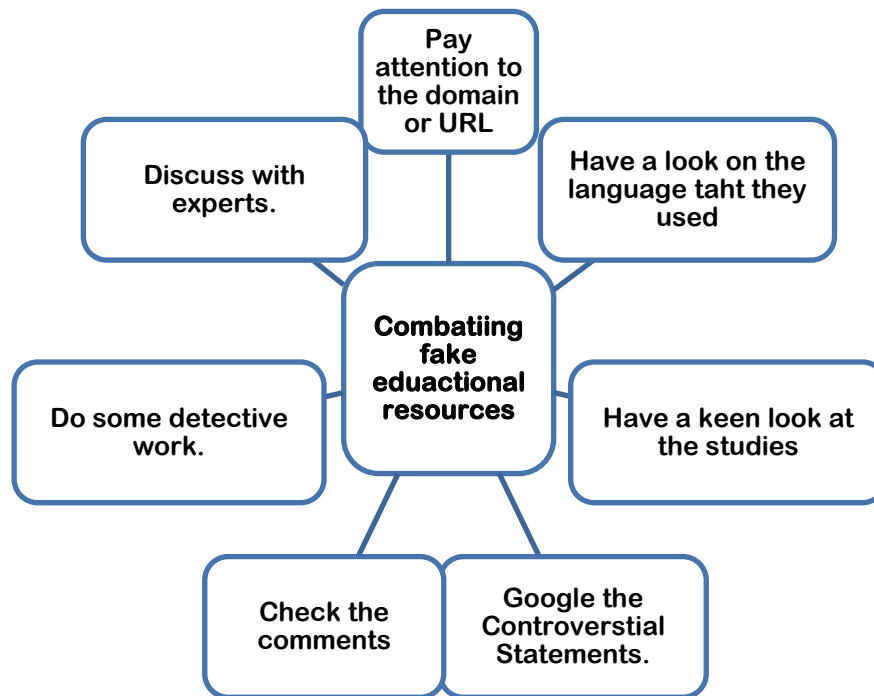 Pay
attention to
the domain
or URL
Discuss with
experts.
Have a look on the
language taht they
used
Combatiing
fake
eduactional
resources
Do some detective
work.
Have a keen look at
the studies
Check the
comments
Google the
Controverstial
Statements.